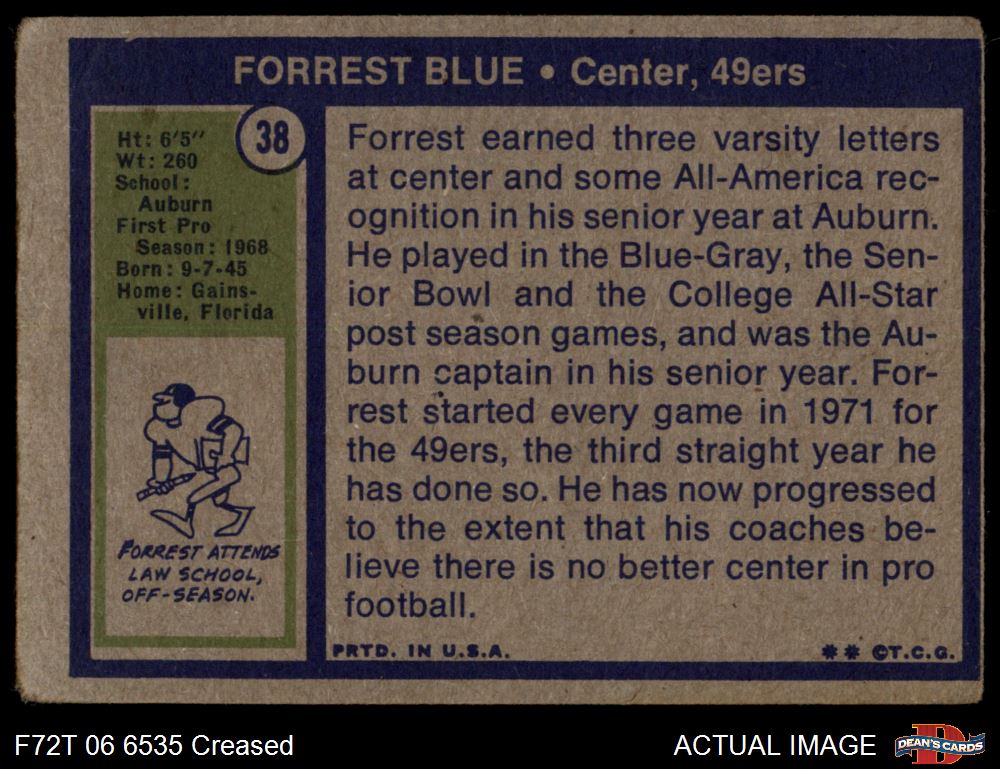 FORREST BLUE • Center, 49ers
38
Ht: 6'5"
Wt: 260
School:
Auburn
First Pro
Season: 1968
Born: 9-7-45
Home: Gains-
ville, Florida
FORREST ATTENDS
LAW SCHOOL,
OFF-SEASON.
Forrest earned three varsity letters
at center and some All-America rec-
ognition in his senior year at Auburn.
He played in the Blue-Gray, the Sen-
ior Bowl and the College All-Star
post season games, and was the Au-
burn captain in his senior year. For-
rest started every game in 1971 for
the 49ers, the third straight year he
has done so. He has now progressed
to the extent that his coaches be-
lieve there is no better center in pro
football.
PRTD. IN U.S.A.
** ©T.C.G.
F72T 06 6535 Creased
ACTUAL IMAGE
D
DEAN'S CARDS